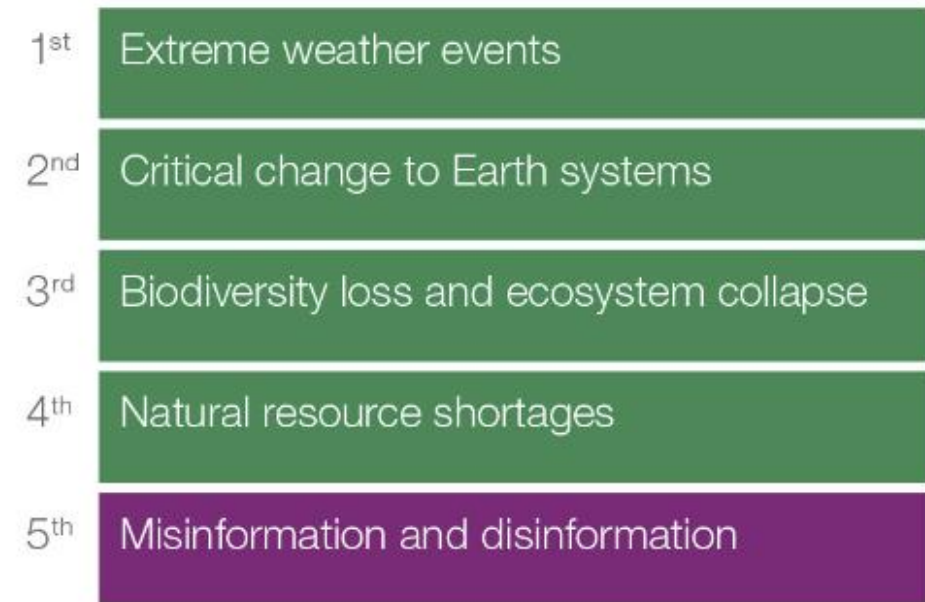 1st Extreme weather events
2nd Critical change to Earth systems
3rd Biodiversity loss and ecosystem collapse
4th Natural resource shortages
5th Misinformation and disinformation